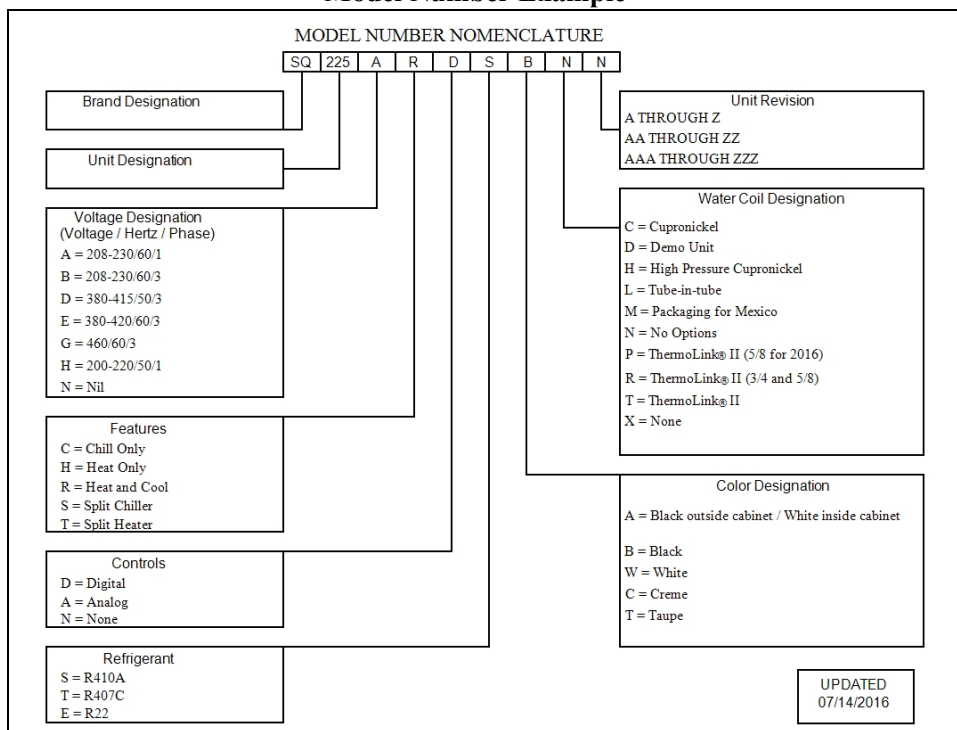 MODEL NUMBER NOMENCLATURE
SQ 225 A R D S B N N
Brand Designation
Unit Designation
Voltage Designation
(Voltage / Hertz / Phase)
A = 208-230/60/1
B = 208-230/60/3
D = 380-415/50/3
E = 380-420/60/3
G = 460/60/3
H = 200-220/50/1
N = Nil
Features
C = Chill Only
H = Heat Only
R = Heat and Cool
S = Split Chiller
T = Split Heater
Controls
D = Digital
A = Analog
N = None
Refrigerant
S = R410A
T = R407C
E = R22
Unit Revision
A THROUGH Z
AA THROUGH ZZ
AAA THROUGH ZZZ
Water Coil Designation
C = Cupronickel
D = Demo Unit
H = High Pressure Cupronickel
L = Tube-in-tube
M = Packaging for Mexico
N = No Options
P = ThermoLink® II (5/8 for 2016)
R = ThermoLink® II (3/4 and 5/8)
T = ThermoLink® II
X = None
Color Designation
A = Black outside cabinet / White inside cabinet
B = Black
W = White
C = Creme
T = Taupe
UPDATED
07/14/2016